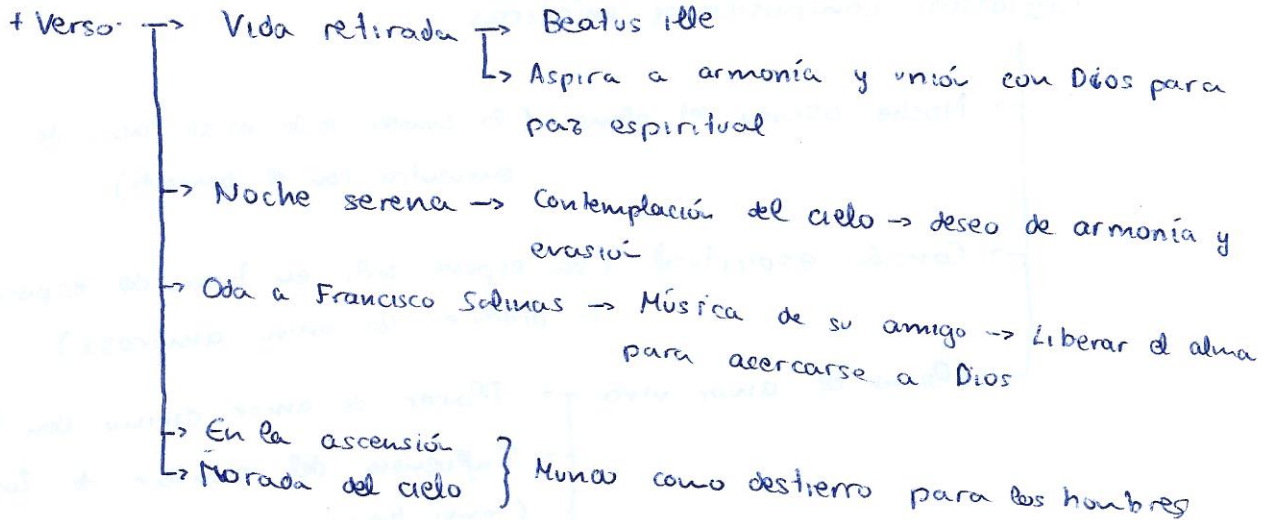 + Verso → Vida retirada → Beatus ille
→ Aspira a armonía y unión con Dios para
paz espiritual
→ Noche serena → Contemplación del cielo → deseo de armonía y
evasión
→ Oda a Francisco Salinas → Música de su amigo → Liberar el alma
para acercarse a Dios
→ En la ascensión
→ Morada del cielo } Mundo como destierro para los hombres